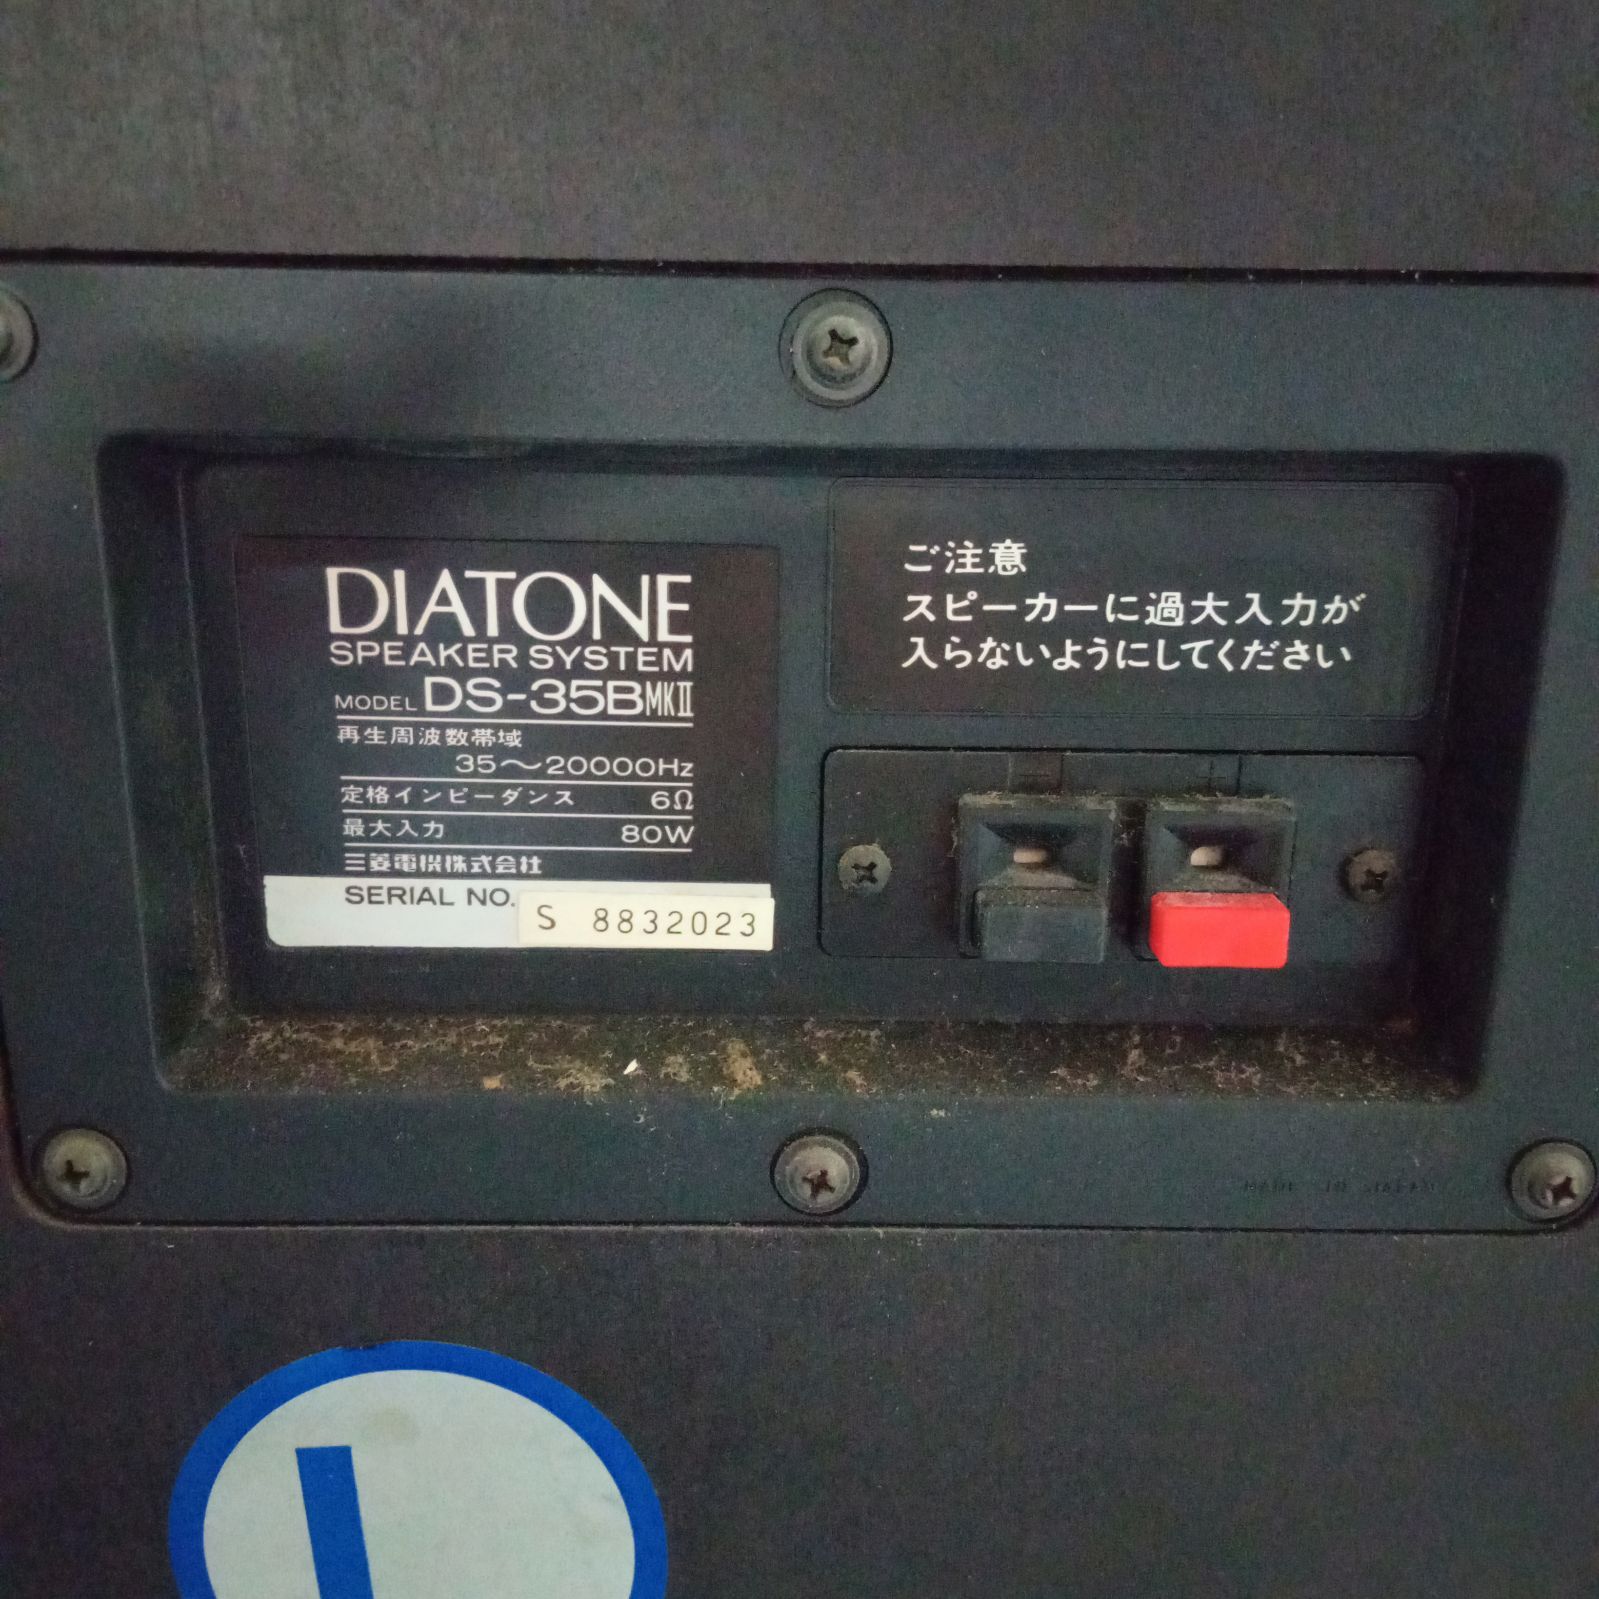 DIATONE
SPEAKER SYSTEM
MODEL DS-35BMKII
再生周波数帯域
35～20000Hz
定格インピーダンス 6Ω
最大入力 80W
三菱電機株式会社
SERIAL NO. S 8832023
ご注意
スピーカーに過大入力が
入らないようにしてください
− +
L